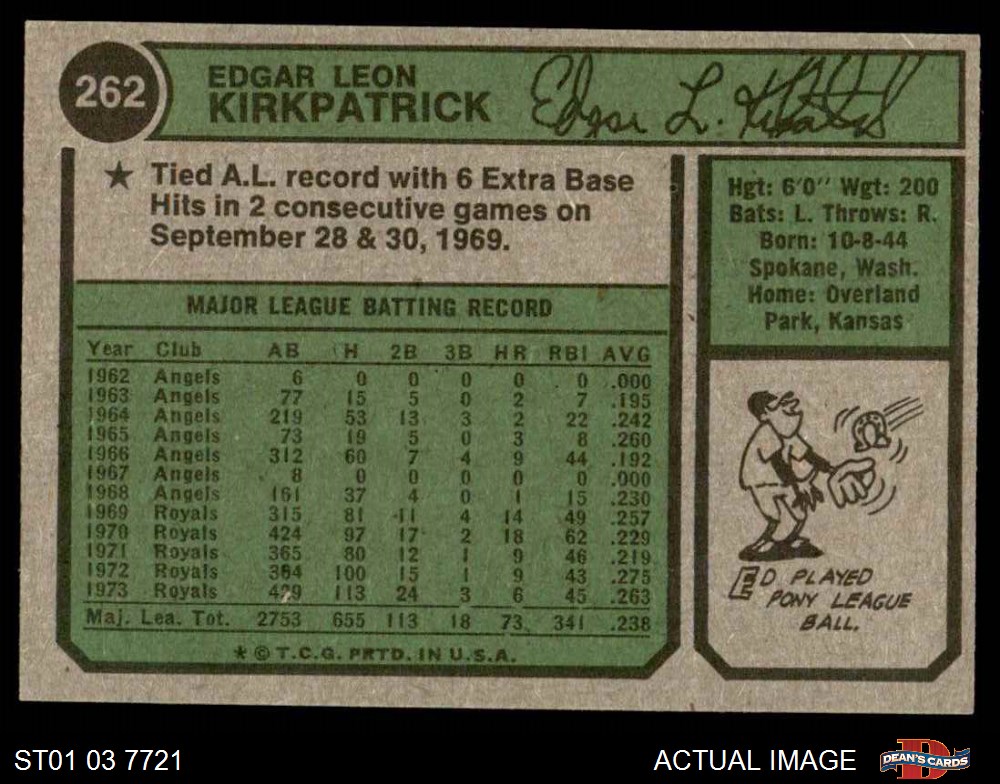 262
EDGAR LEON
KIRKPATRICK
Edgar L. Kirkpatrick
★ Tied A.L. record with 6 Extra Base
Hits in 2 consecutive games on
September 28 & 30, 1969.
Hgt: 6'0" Wgt: 200
Bats: L. Throws: R.
Born: 10-8-44
Spokane, Wash.
Home: Overland
Park, Kansas
MAJOR LEAGUE BATTING RECORD
Year Club AB H 2B 3B HR RBI AVG
1962 Angels 6 0 0 0 0 0 .000
1963 Angels 77 15 5 0 2 7 .195
1964 Angels 219 53 13 3 2 22 .242
1965 Angels 73 19 5 0 3 8 .260
1966 Angels 312 60 7 4 9 44 .192
1967 Angels 8 0 0 0 0 0 .000
1968 Angels 161 37 4 0 1 15 .230
1969 Royals 315 81 11 4 14 49 .257
1970 Royals 424 97 17 2 18 62 .229
1971 Royals 365 80 12 1 9 46 .219
1972 Royals 364 100 15 1 9 43 .275
1973 Royals 429 113 24 3 6 45 .263
Maj. Lea. Tot. 2753 655 113 18 73 341 .238
* © T.C.G. PRTD. IN U.S.A.
ED PLAYED
PONY LEAGUE
BALL.
ST01 03 7721
ACTUAL IMAGE
DEAN'S CARDS